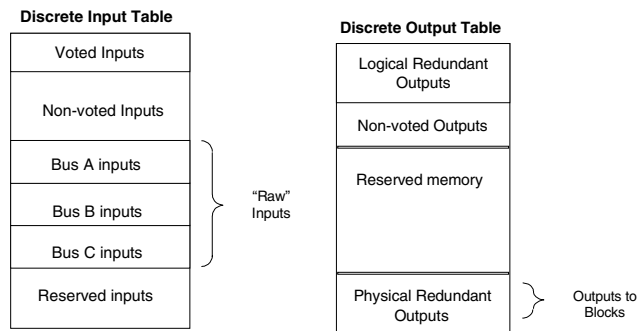 Discrete Input Table
Voted Inputs
Non-voted Inputs
Bus A inputs
Bus B inputs
Bus C inputs
Reserved inputs
“Raw”
Inputs
Discrete Output Table
Logical Redundant
Outputs
Non-voted Outputs
Reserved memory
Physical Redundant
Outputs
Outputs to
Blocks